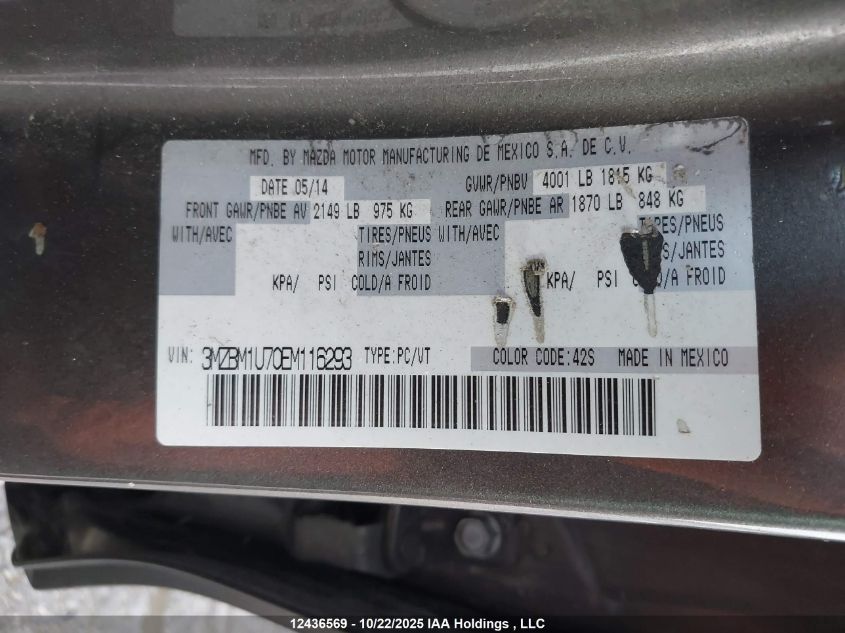 MFD. BY MAZDA MOTOR MANUFACTURING DE MEXICO S.A. DE C.V.
DATE 05/14 GVWR/PNBV 4001 LB 1815 KG
FRONT GAWR/PNBE AV 2149 LB 975 KG REAR GAWR/PNBE AR 1870 LB 848 KG
WITH/AVEC TIRES/PNEUS WITH/AVEC TIRES/PNEUS
RIMS/JANTES /JANTES
KPA/ PSI COLD/A FROID KPA/ PSI COLD/A FROID
VIN: 3MZBM1U70EM116293 TYPE:PC/VT COLOR CODE:42S MADE IN MEXICO
12436569 - 10/22/2025 IAA Holdings , LLC